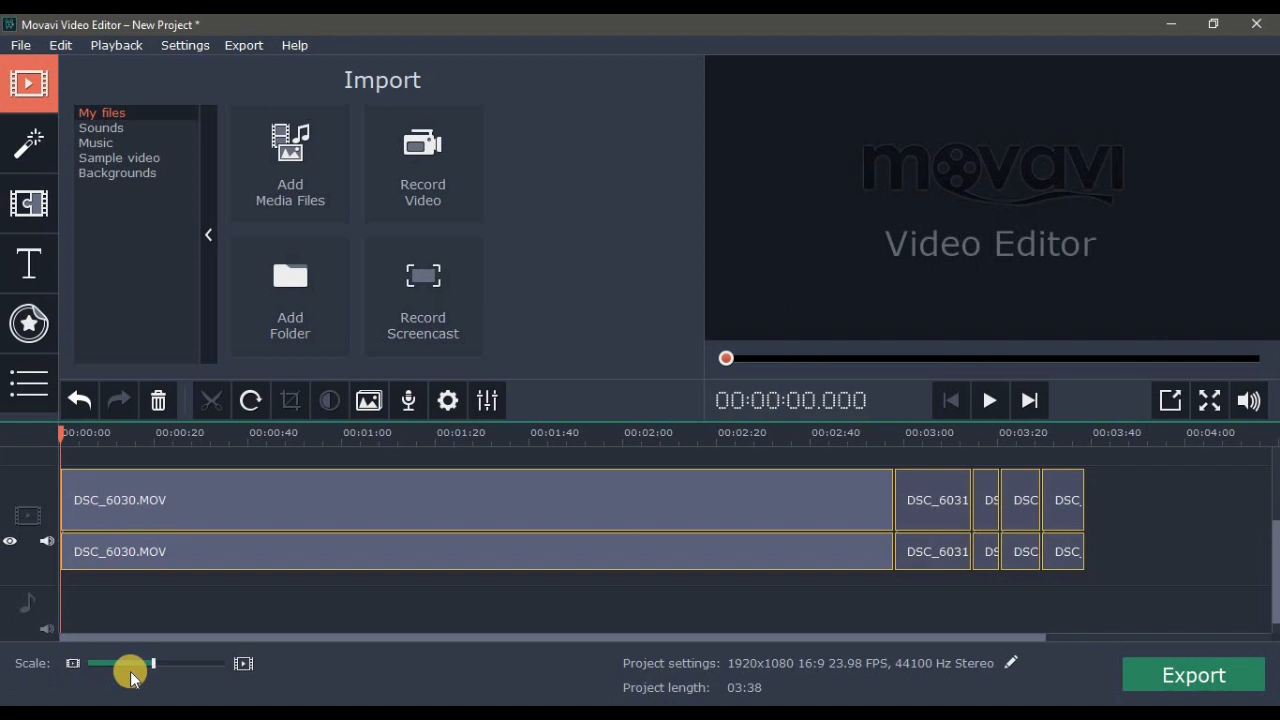 Movavi Video Editor – New Project *
File Edit Playback Settings Export Help
Import
My files
Sounds
Music
Sample video
Backgrounds
Add
Media Files
Record
Video
Add
Folder
Record
Screencast
movavi
Video Editor
00:00:00.000
00:00:00 00:00:20 00:00:40 00:01:00 00:01:20 00:01:40 00:02:00 00:02:20 00:02:40 00:03:00 00:03:20 00:03:40 00:04:00
DSC_6030.MOV DSC_6031 DS DSC DSC_
DSC_6030.MOV DSC_6031 DS DSC DSC_
Scale:
Project settings: 1920x1080 16:9 23.98 FPS, 44100 Hz Stereo
Project length: 03:38
Export